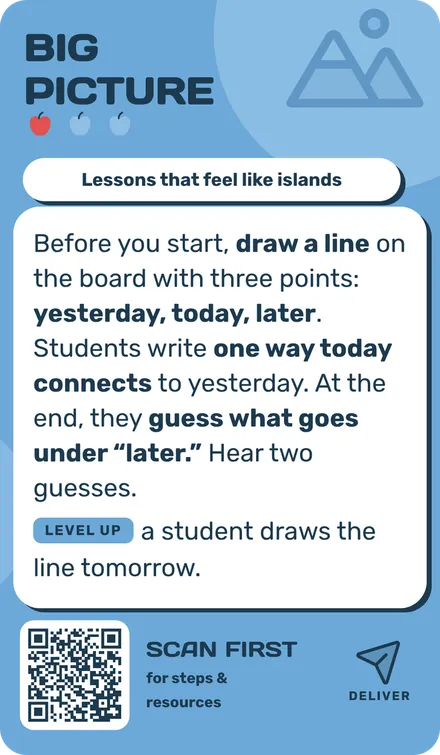 BIG
PICTURE
Lessons that feel like islands
Before you start, draw a line on
the board with three points:
yesterday, today, later.
Students write one way today
connects to yesterday. At the
end, they guess what goes
under “later.” Hear two
guesses.
LEVEL UP a student draws the
line tomorrow.
SCAN FIRST
for steps &
resources
DELIVER